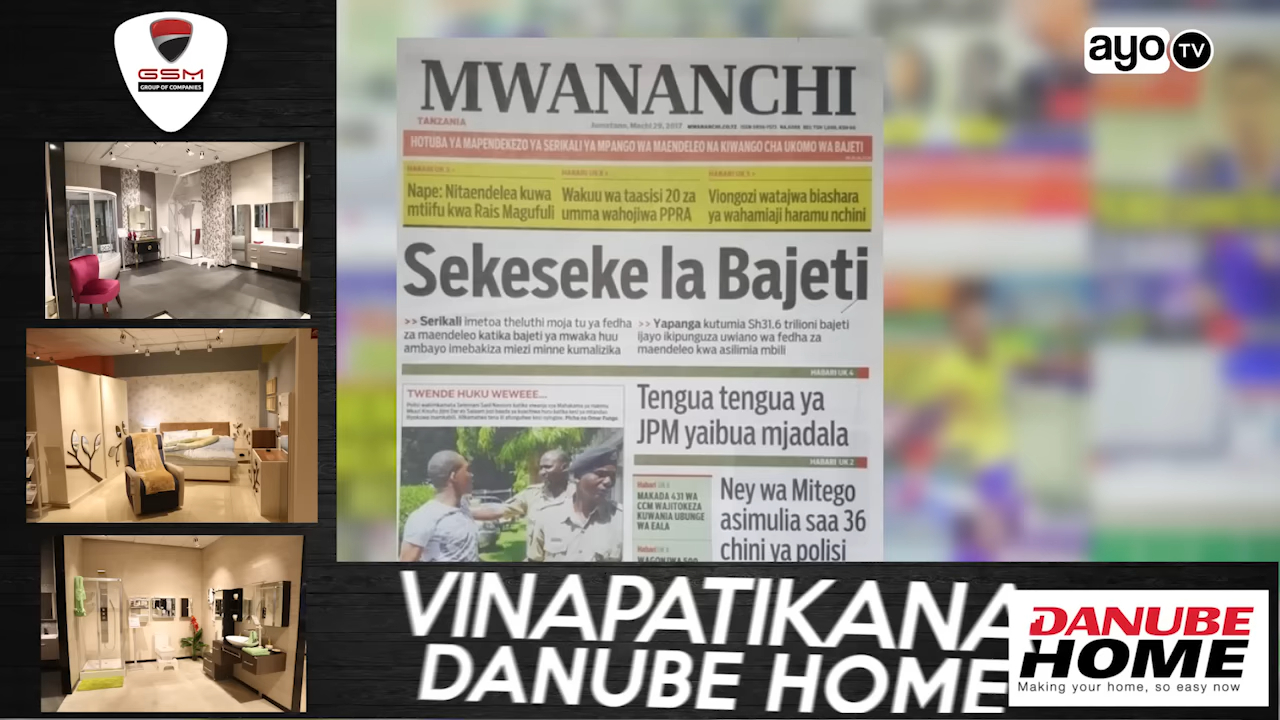 GSM
GROUP OF COMPANIES
ayo TV
MWANANCHI
TANZANIA
Jumatano, Machi 29, 2017
HOTUBA YA MAPENDEKEZO YA SERIKALI YA MPANGO WA MAENDELEO NA KIWANGO CHA UKOMO WA BAJETI
Nape: Nitaendelea kuwa
mtiifu kwa Rais Magufuli
Wakuu wa taasisi 20 za
umma wahojiwa PPRA
Viongozi watajwa biashara
ya wahamiaji haramu nchini
Sekeseke la Bajeti
>> Serikali imetoa theluthi moja tu ya fedha
za maendeleo katika bajeti ya mwaka huu
ambayo imebakiza miezi minne kumalizika
>> Yapanga kutumia Sh31.6 trilioni bajeti
ijayo ikipunguza uwiano wa fedha za
maendeleo kwa asilimia mbili
HABARI UK 4
TWENDE HUKU WEWEEE...
Tengua tengua ya
JPM yaibua mjadala
HABARI UK 2
MAKADA 431 WA
CCM WAJITOKEZA
KUWANIA UBUNGE
WA EALA
Ney wa Mitego
asimulia saa 36
chini ya polisi
VINAPATIKANA
DANUBE HOME
DANUBE
HOME
Making your home, so easy now